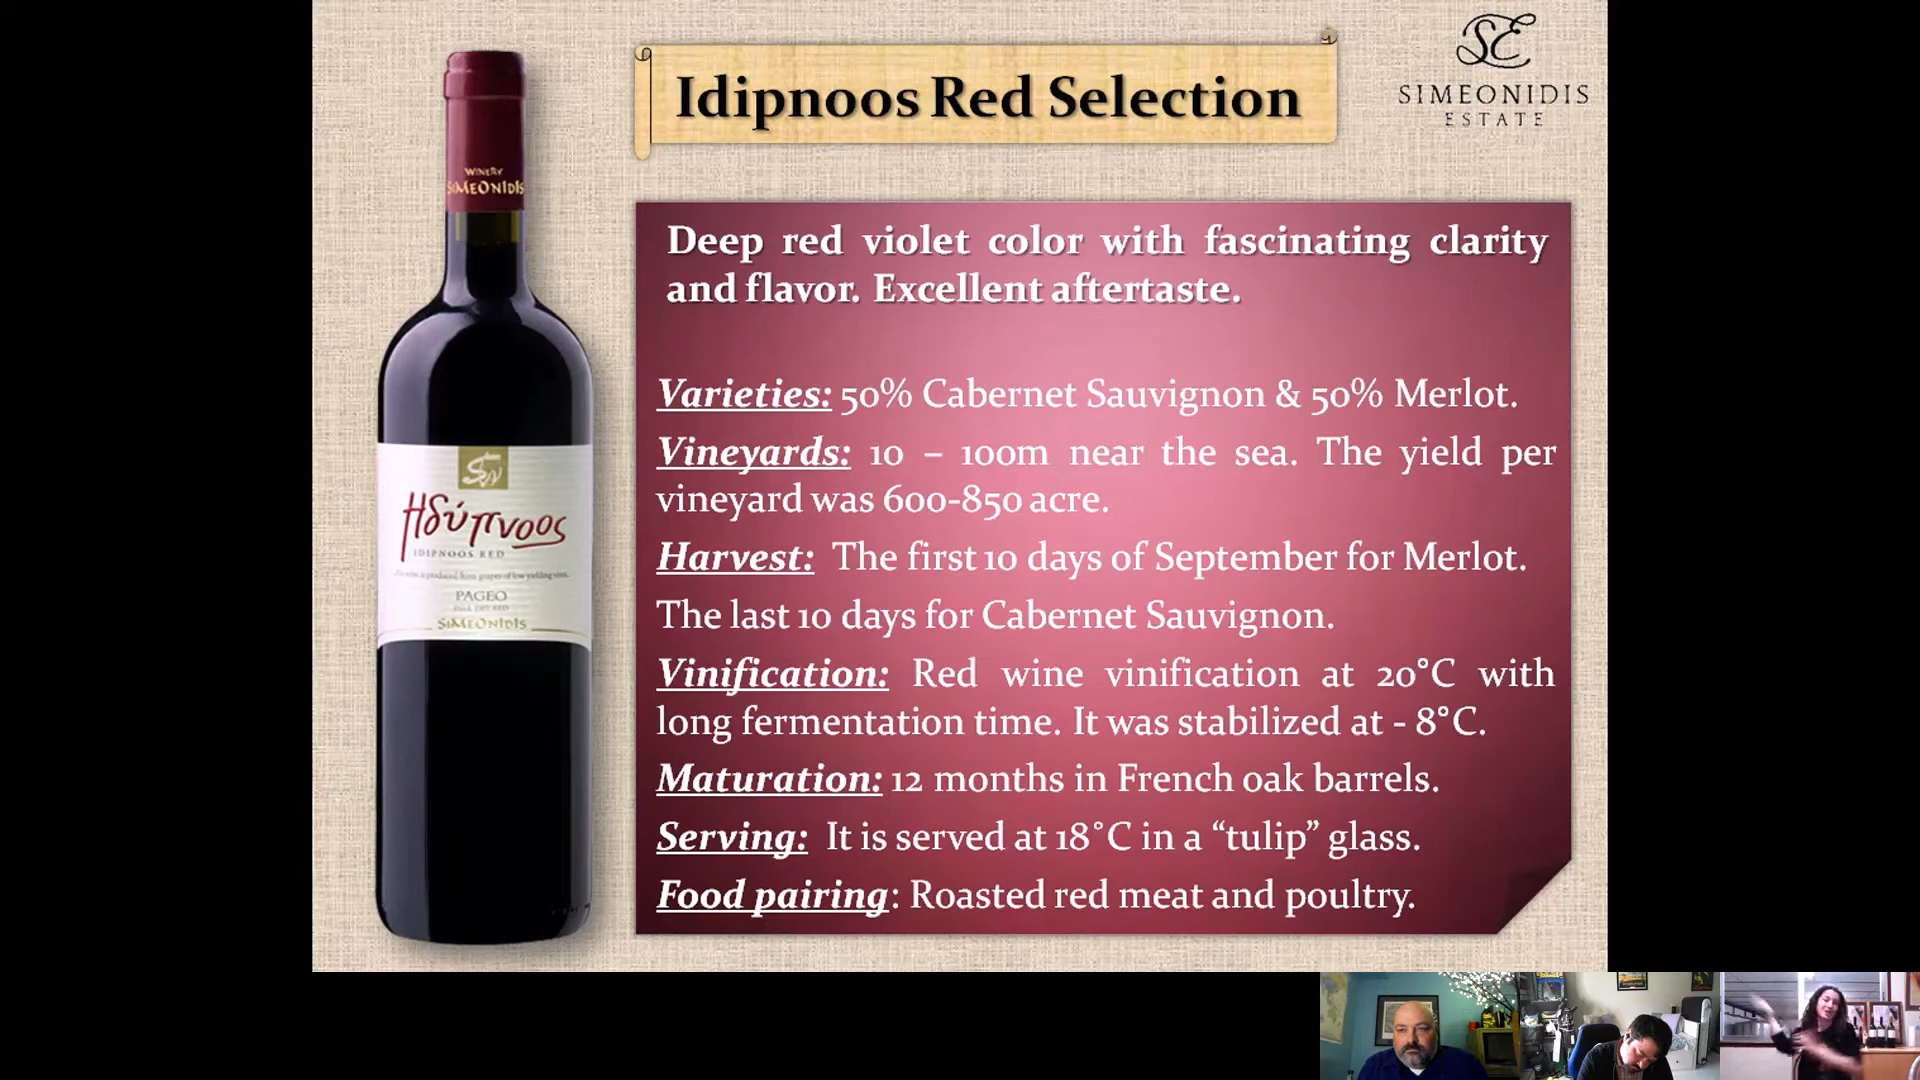 Idipnoos Red Selection
SE
SIMEONIDIS
ESTATE
WINERY
SIMEONIDIS
Ηδύπνοος
IDIPNOOS RED
PAGEO
SIMEONIDIS
Deep red violet color with fascinating clarity
and flavor. Excellent aftertaste.
Varieties: 50% Cabernet Sauvignon & 50% Merlot.
Vineyards: 10 – 100m near the sea. The yield per
vineyard was 600-850 acre.
Harvest: The first 10 days of September for Merlot.
The last 10 days for Cabernet Sauvignon.
Vinification: Red wine vinification at 20°C with
long fermentation time. It was stabilized at - 8°C.
Maturation: 12 months in French oak barrels.
Serving: It is served at 18°C in a “tulip” glass.
Food pairing: Roasted red meat and poultry.